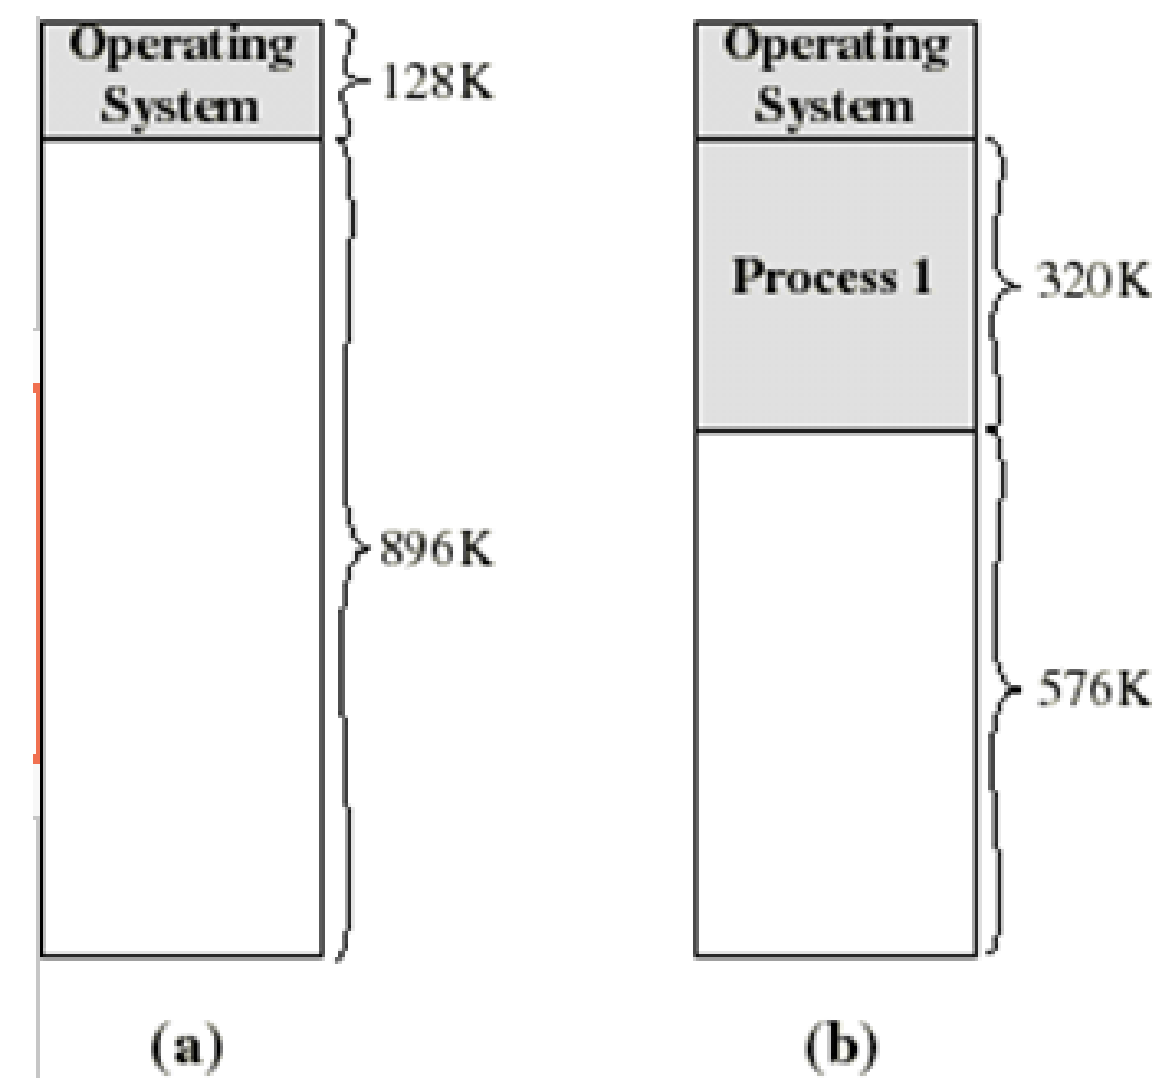 Operating
System
128K
896K
(a)
Operating
System
Process 1
320K
576K
(b)